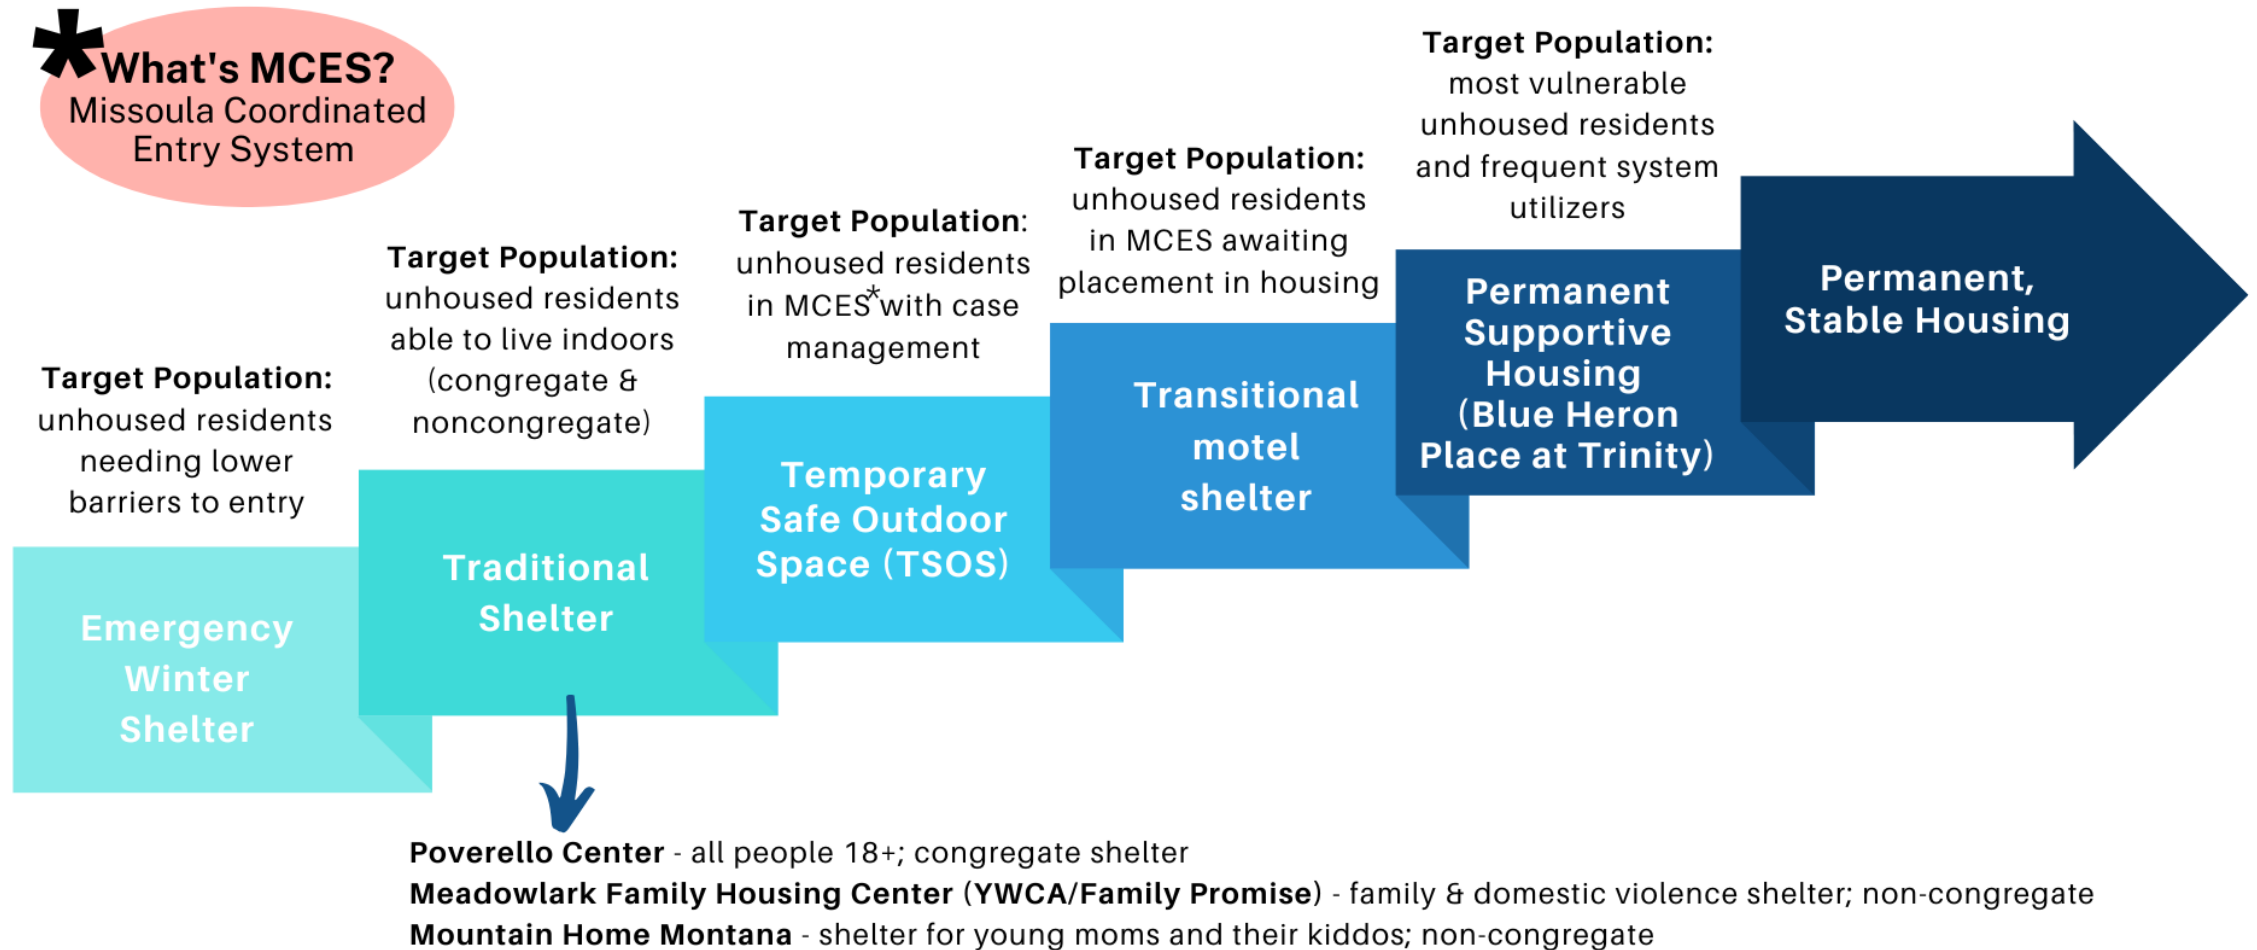 *
What's MCES?
Missoula Coordinated
Entry System
Target Population:
unhoused residents
needing lower
barriers to entry
Emergency
Winter
Shelter
Target Population:
unhoused residents
able to live indoors
(congregate &
noncongregate)
Traditional
Shelter
Target Population:
unhoused residents
in MCES*with case
management
Temporary
Safe Outdoor
Space (TSOS)
Target Population:
unhoused residents
in MCES awaiting
placement in housing
Transitional
motel
shelter
Target Population:
most vulnerable
unhoused residents
and frequent system
utilizers
Permanent
Supportive
Housing
(Blue Heron
Place at Trinity)
Permanent,
Stable Housing
Poverello Center - all people 18+; congregate shelter
Meadowlark Family Housing Center (YWCA/Family Promise) - family & domestic violence shelter; non-congregate
Mountain Home Montana - shelter for young moms and their kiddos; non-congregate